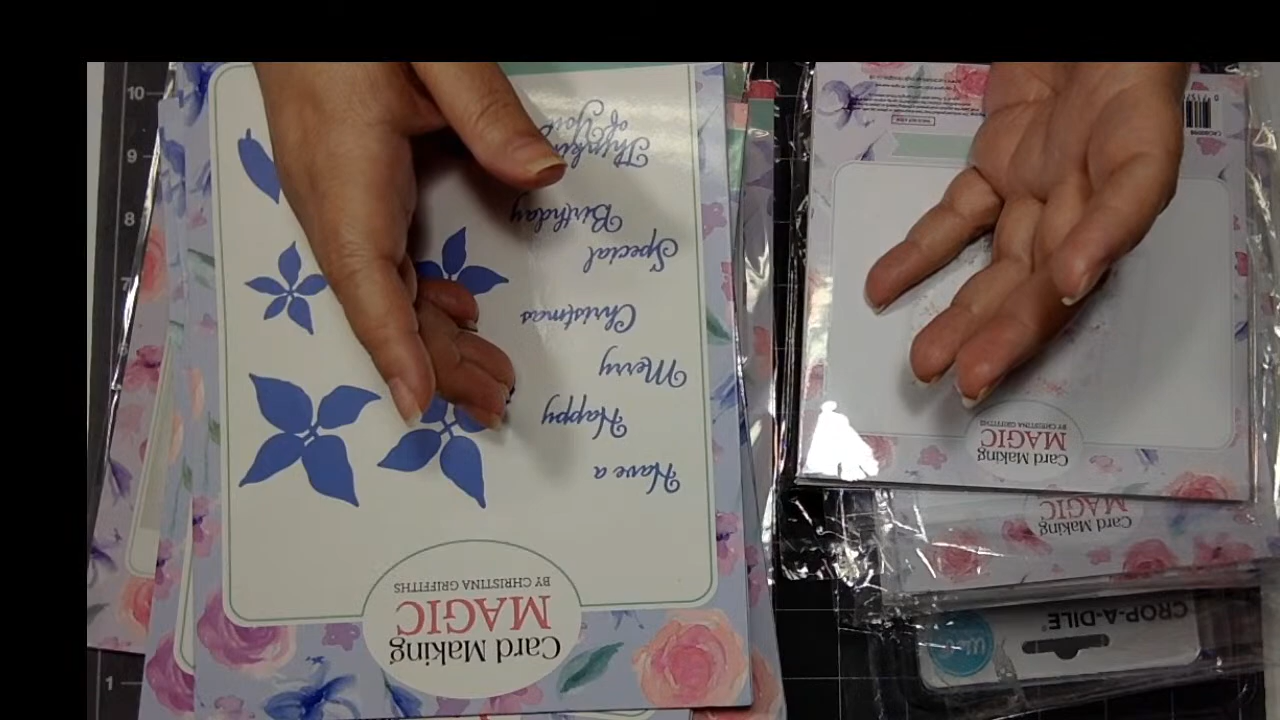 Card Making
MAGIC
BY CHRISTINA GRIFFITHS
Have a
Happy
Merry
Christmas
Special
Birthday
of You
Card Making
MAGIC
BY CHRISTINA GRIFFITHS
Card Making
MAGIC
CROP-A-DILE
10
9
8
7
1